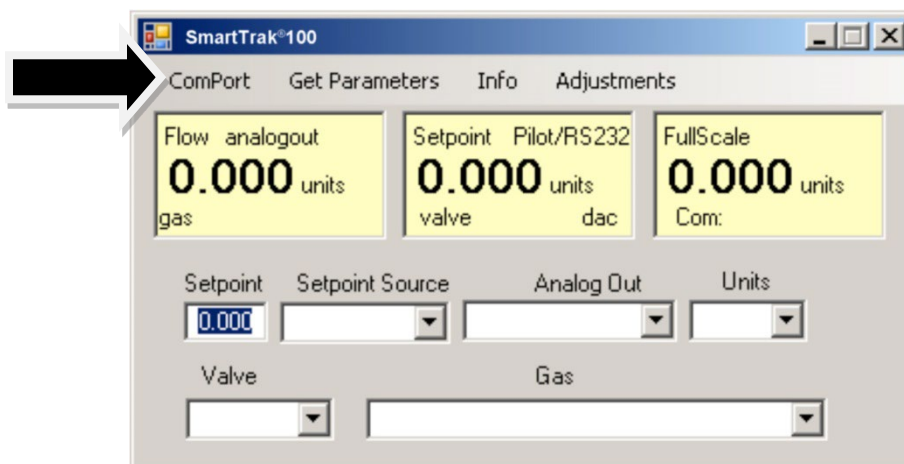 SmartTrak®100
ComPort Get Parameters Info Adjustments
Flow analogout
0.000 units
gas
Setpoint Pilot/RS232
0.000 units
valve dac
FullScale
0.000 units
Com:
Setpoint Setpoint Source Analog Out Units
0.000
Valve Gas